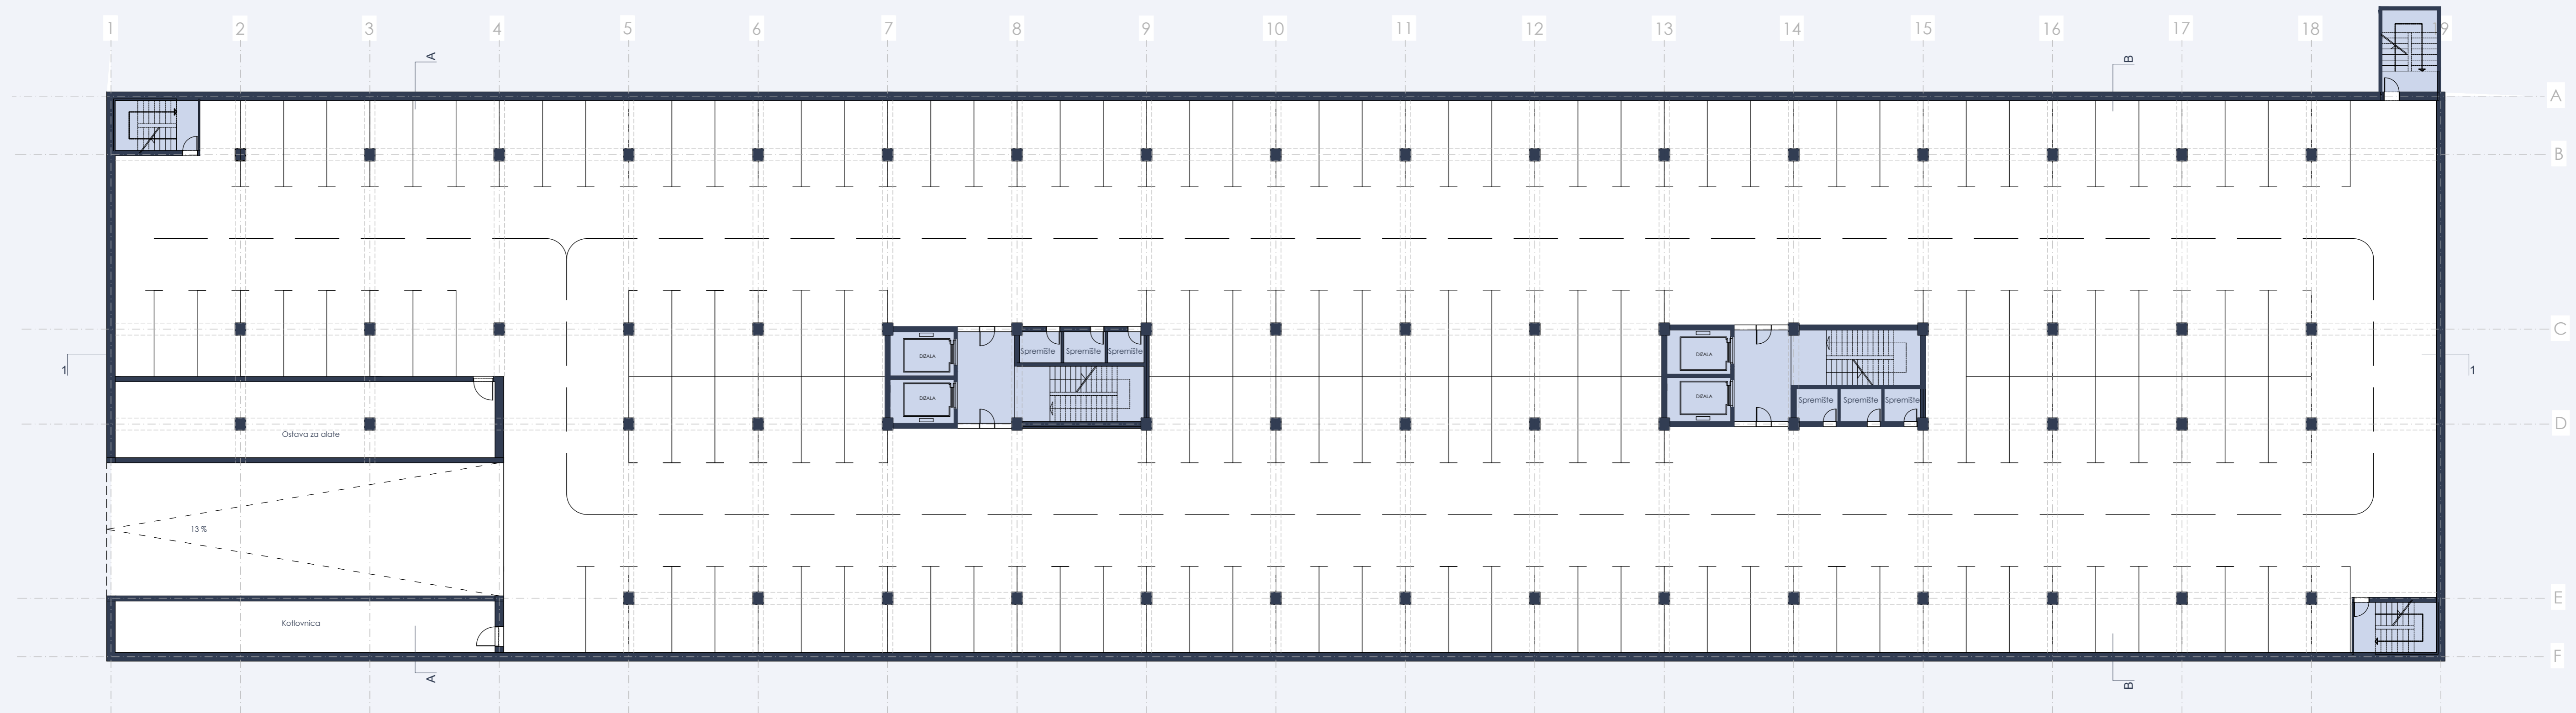 1 2 3 4 5 6 7 8 9 10 11 12 13 14 15 16 17 18 19
A B
A
B
C
Spremište Spremište Spremište
DIZALA DIZALA
1 1
DIZALA DIZALA
Spremište Spremište Spremište
D
Ostava za alate
13 %
E
Kotlovnica
F
A B